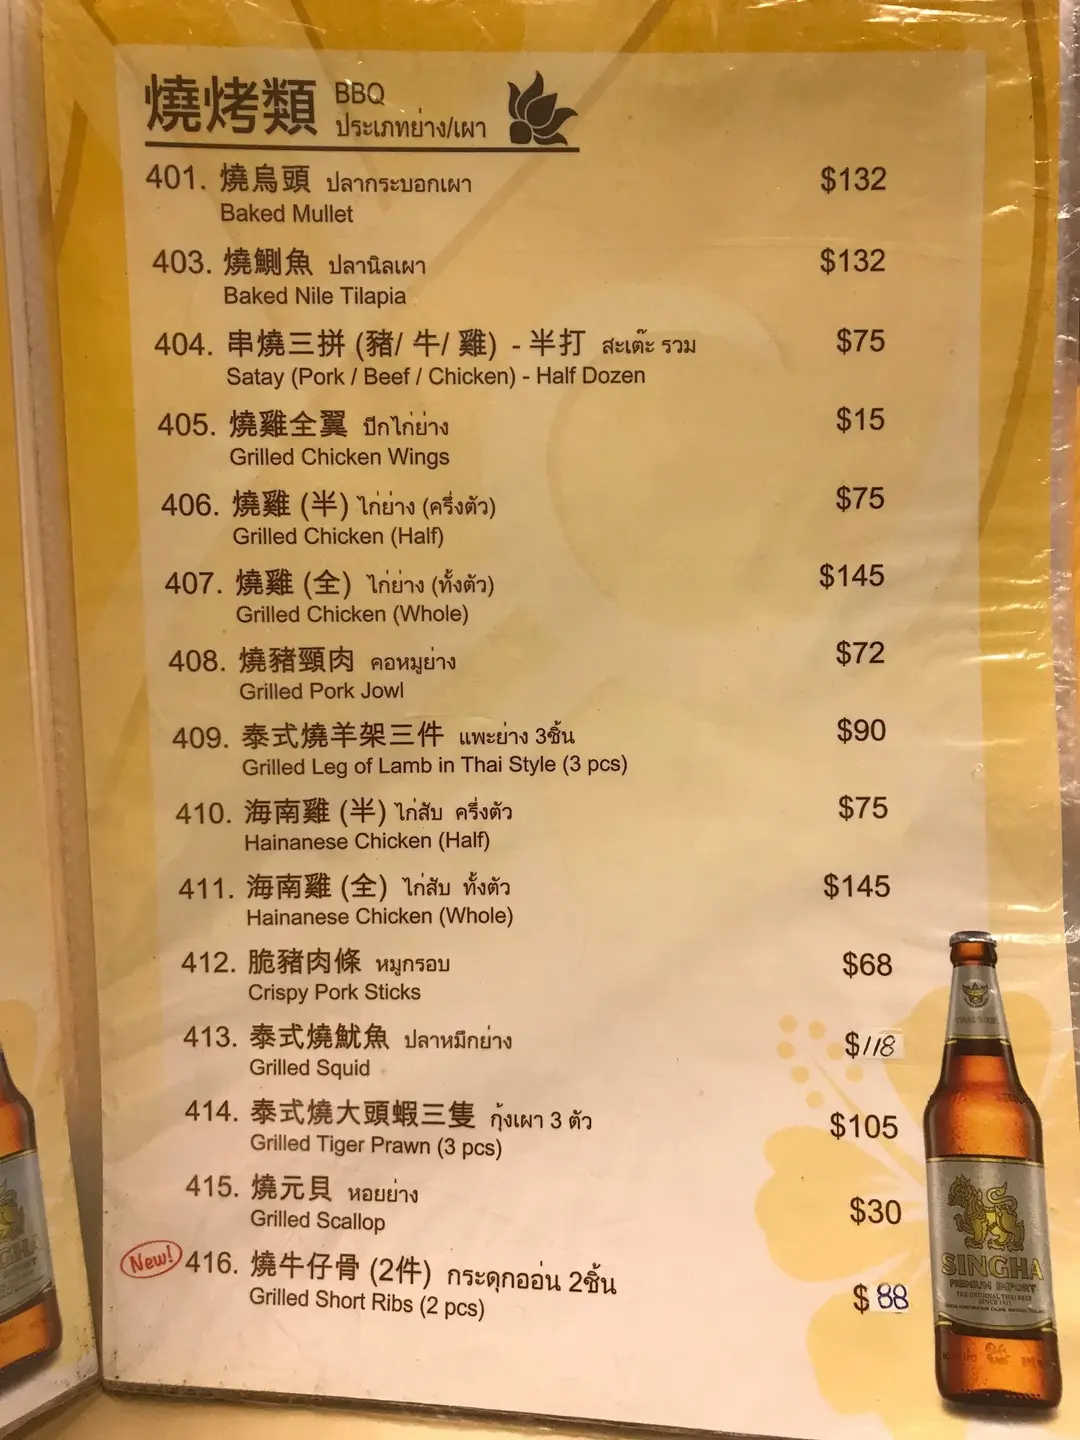 燒烤類 BBQ
ประเภทย่าง/เผา
401. 燒烏頭 ปลากระบอกเผา $132
Baked Mullet
403. 燒鰂魚 ปลานิลเผา $132
Baked Nile Tilapia
404. 串燒三拼 (豬/ 牛/ 雞) - 半打 สะเต๊ะ รวม $75
Satay (Pork / Beef / Chicken) - Half Dozen
405. 燒雞全翼 ปีกไก่ย่าง $15
Grilled Chicken Wings
406. 燒雞 (半) ไก่ย่าง (ครึ่งตัว) $75
Grilled Chicken (Half)
407. 燒雞 (全) ไก่ย่าง (ทั้งตัว) $145
Grilled Chicken (Whole)
408. 燒豬頸肉 คอหมูย่าง $72
Grilled Pork Jowl
409. 泰式燒羊架三件 แพะย่าง 3ชิ้น $90
Grilled Leg of Lamb in Thai Style (3 pcs)
410. 海南雞 (半) ไก่สับ ครึ่งตัว $75
Hainanese Chicken (Half)
411. 海南雞 (全) ไก่สับ ทั้งตัว $145
Hainanese Chicken (Whole)
412. 脆豬肉條 หมูกรอบ $68
Crispy Pork Sticks
413. 泰式燒魷魚 ปลาหมึกย่าง $118
Grilled Squid
414. 泰式燒大頭蝦三隻 กุ้งเผา 3 ตัว $105
Grilled Tiger Prawn (3 pcs)
415. 燒元貝 หอยย่าง $30
Grilled Scallop
New! 416. 燒牛仔骨 (2件) กระดุกออ่น 2ชิ้น $88
Grilled Short Ribs (2 pcs)
SINGHA
PREMIUM IMPORT
THE ORIGINAL THAI BEER
SINCE 1933